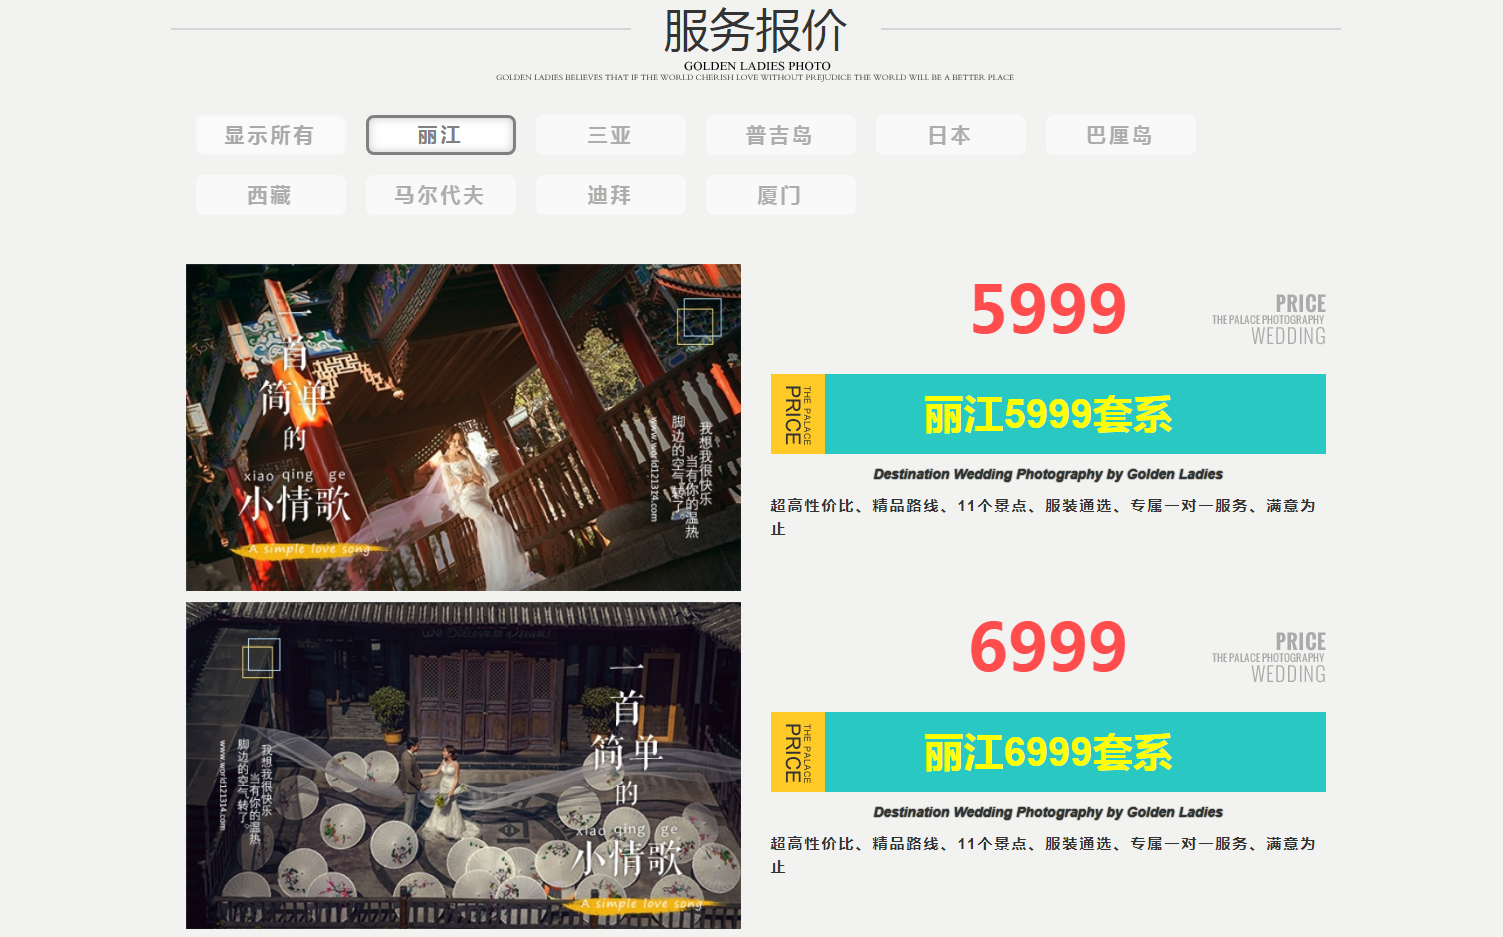 服务报价
GOLDEN LADIES PHOTO
GOLDEN LADIES BELIEVES THAT IF THE WORLD CHERISH LOVE WITHOUT PREJUDICE THE WORLD WILL BE A BETTER PLACE
显示所有
丽江
三亚
普吉岛
日本
巴厘岛
西藏
马尔代夫
迪拜
厦门
一首简单的
xiao qing ge
小情歌
A simple love song
我想我很快乐
当有你的温热
脚边的空气转了。
www.world121314.com
5999
PRICE
THE PALACE PHOTOGRAPHY
WEDDING
THE PALACE
PRICE
丽江5999套系
Destination Wedding Photography by Golden Ladies
超高性价比、精品路线、11个景点、服装通选、专属一对一服务、满意为
止
我想我很快乐
当有你的温热
脚边的空气转了。
www.world121314.com
一首简单的
xiao qing ge
小情歌
A simple love song
6999
PRICE
THE PALACE PHOTOGRAPHY
WEDDING
THE PALACE
PRICE
丽江6999套系
Destination Wedding Photography by Golden Ladies
超高性价比、精品路线、11个景点、服装通选、专属一对一服务、满意为
止